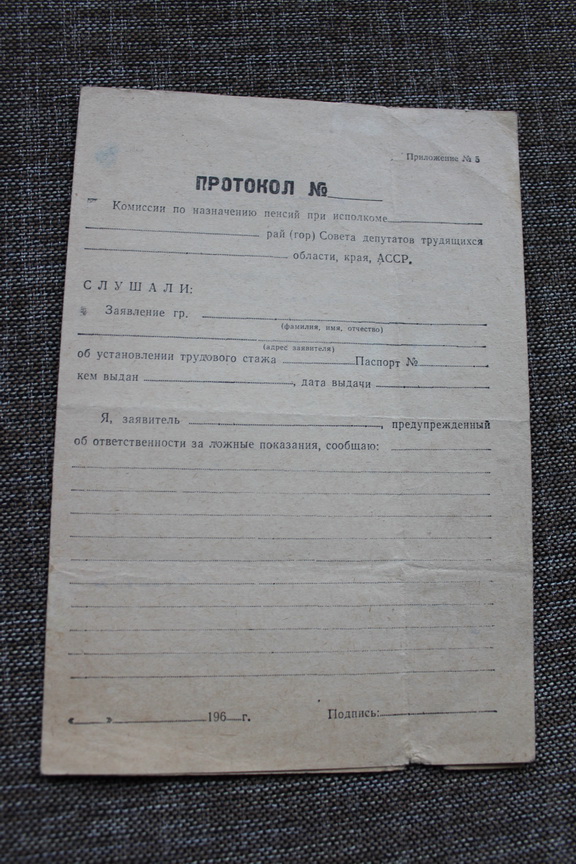 Приложение № 5
ПРОТОКОЛ №
Комиссии по назначению пенсий при исполкоме
рай (гор) Совета депутатов трудящихся
области, края, АССР.
СЛУШАЛИ:
Заявление гр.
(фамилия, имя, отчество)
(адрес заявителя)
об установлении трудового стажа Паспорт №
кем выдан , дата выдачи
Я, заявитель , предупрежденный
об ответственности за ложные показания, сообщаю:
« » 196 г. Подпись: